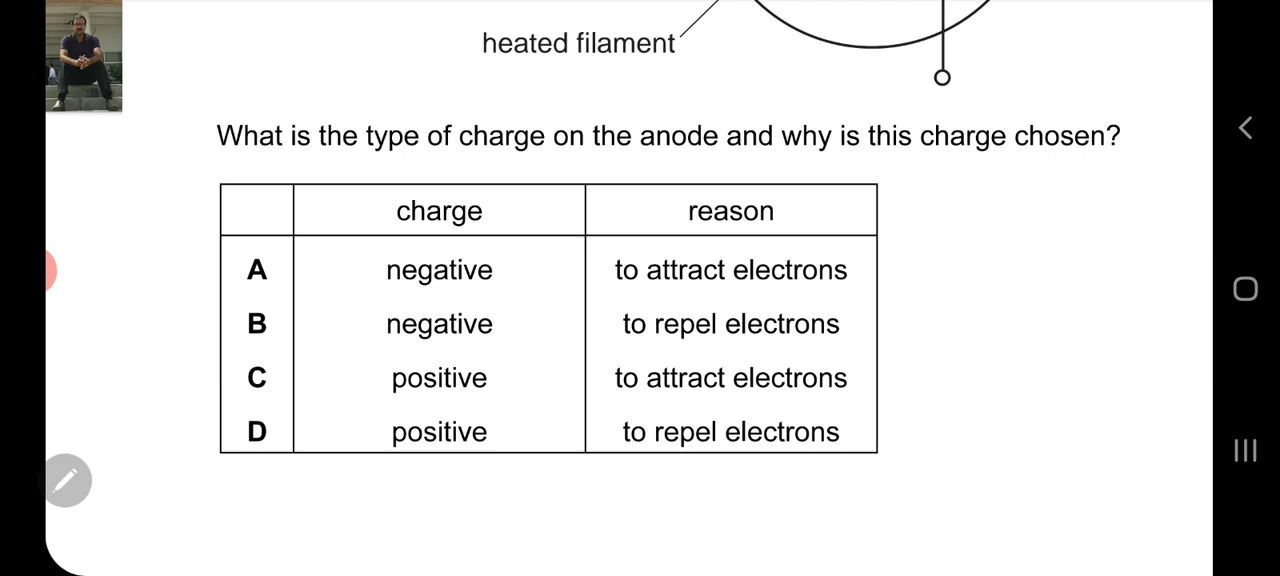 heated filament
What is the type of charge on the anode and why is this charge chosen?
charge reason
A negative to attract electrons
B negative to repel electrons
C positive to attract electrons
D positive to repel electrons